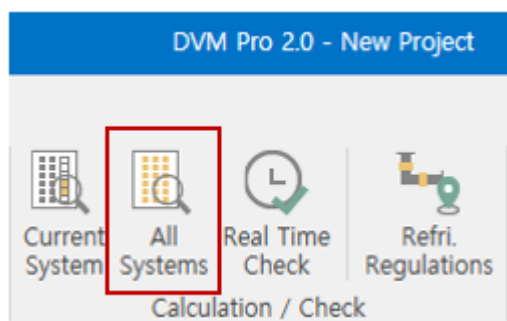 DVM Pro 2.0 - New Project
Current System
All Systems
Real Time Check
Refri. Regulations
Calculation / Check